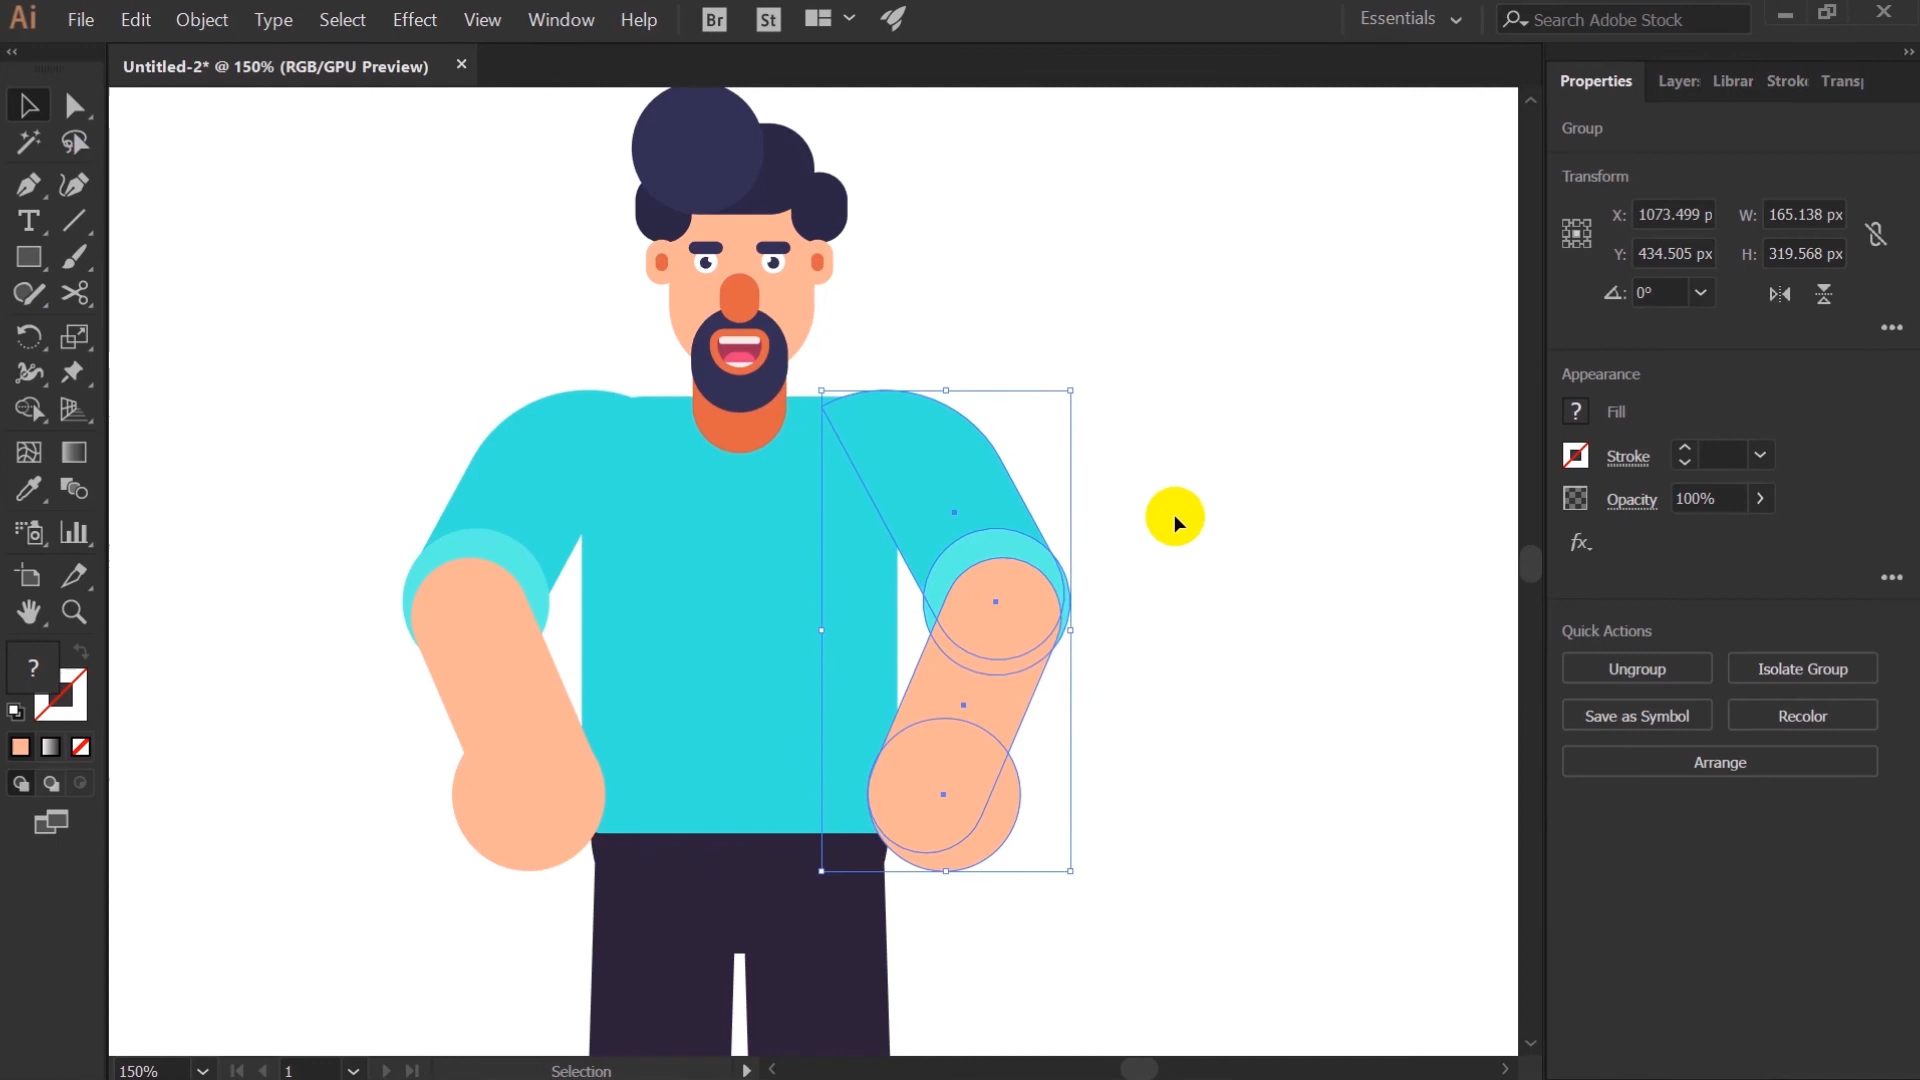 Ai File Edit Object Type Select Effect View Window Help Br St Essentials Search Adobe Stock
Untitled-2* @ 150% (RGB/GPU Preview)
Properties Layer Librar Strok Trans
Group
Transform
X: 1073.499 p W: 165.138 px
Y: 434.505 px H: 319.568 px
0°
Appearance
? Fill
Stroke
Opacity 100%
fx.
Quick Actions
Ungroup Isolate Group
Save as Symbol Recolor
Arrange
T
?
150% 1 Selection